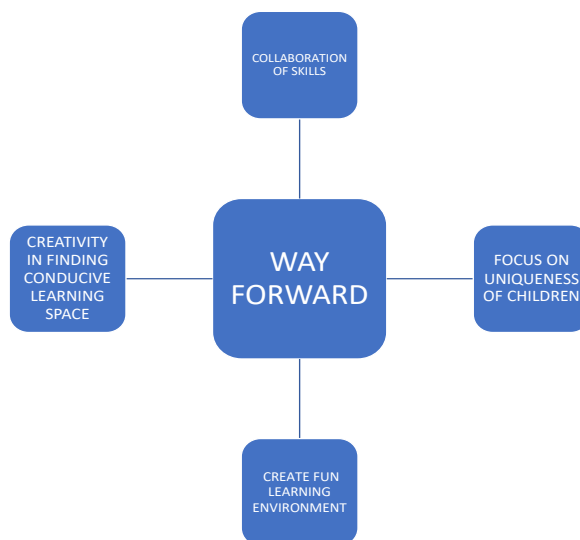 COLLABORATION
OF SKILLS
CREATIVITY
IN FINDING
CONDUCIVE
LEARNING
SPACE
WAY
FORWARD
FOCUS ON
UNIQUENESS
OF CHILDREN
CREATE FUN
LEARNING
ENVIRONMENT